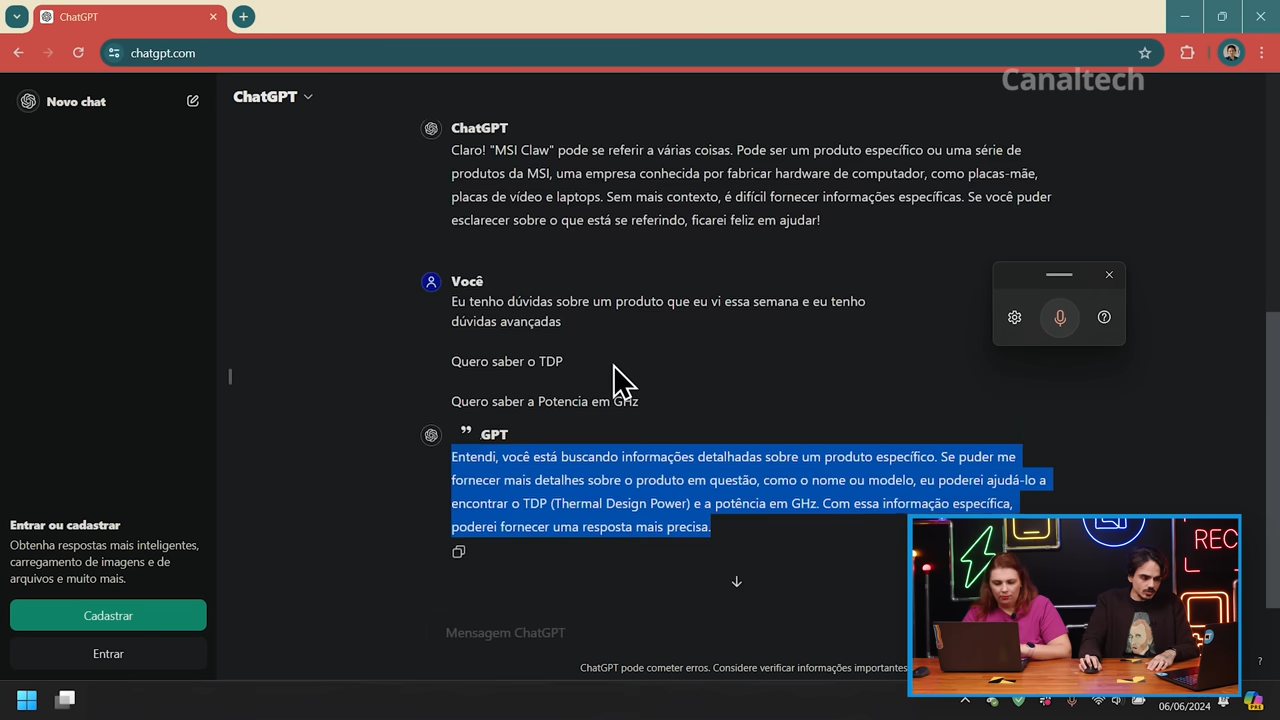 ChatGPT
chatgpt.com
Canaltech
Novo chat
ChatGPT
ChatGPT
Claro! "MSI Claw" pode se referir a várias coisas. Pode ser um produto específico ou uma série de
produtos da MSI, uma empresa conhecida por fabricar hardware de computador, como placas-mãe,
placas de vídeo e laptops. Sem mais contexto, é difícil fornecer informações específicas. Se você puder
esclarecer sobre o que está se referindo, ficarei feliz em ajudar!
Você
Eu tenho dúvidas sobre um produto que eu vi essa semana e eu tenho
dúvidas avançadas
Quero saber o TDP
Quero saber a Potencia em GHz
GPT
Entendi, você está buscando informações detalhadas sobre um produto específico. Se puder me
fornecer mais detalhes sobre o produto em questão, como o nome ou modelo, eu poderei ajudá-lo a
encontrar o TDP (Thermal Design Power) e a potência em GHz. Com essa informação específica,
poderei fornecer uma resposta mais precisa.
Entrar ou cadastrar
Obtenha respostas mais inteligentes,
carregamento de imagens e de
arquivos e muito mais.
Cadastrar
Entrar
Mensagem ChatGPT
ChatGPT pode cometer erros. Considere verificar informações importantes
REC
?
06/06/2024
PRE